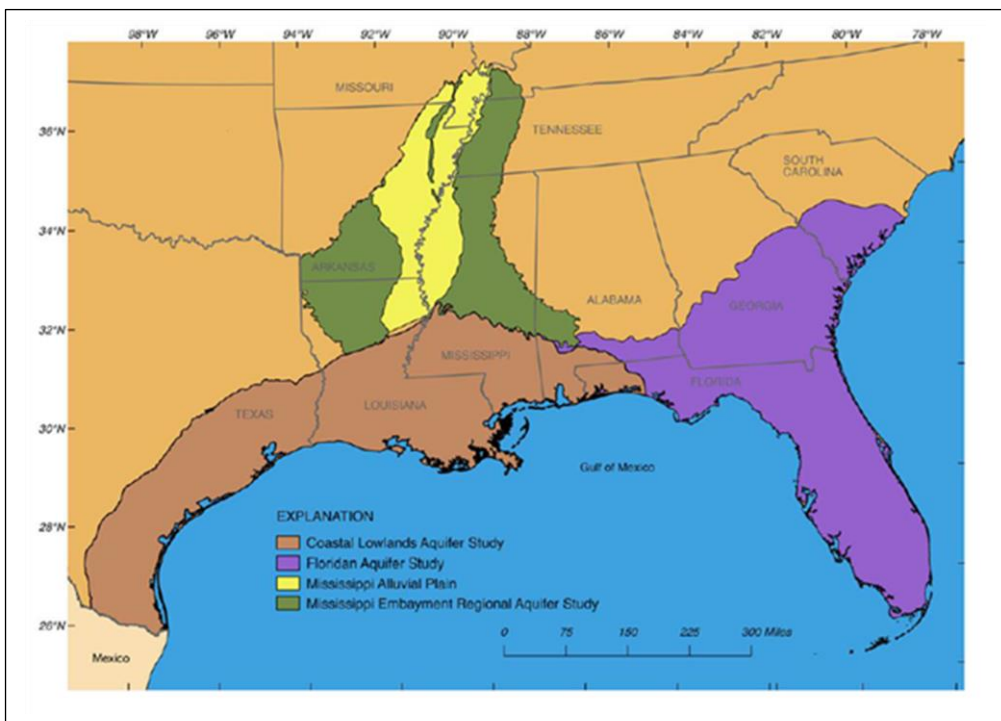 98°W 96°W 94°W 92°W 90°W 88°W 86°W 84°W 82°W 80°W 78°W
MISSOURI
36°N
TENNESSEE
SOUTH
CAROLINA
34°N
ARKANSAS
ALABAMA
GEORGIA
32°N
MISSISSIPPI
FLORIDA
TEXAS
LOUISIANA
30°N
Gulf of Mexico
28°N
EXPLANATION
Coastal Lowlands Aquifer Study
Floridan Aquifer Study
Mississippi Alluvial Plain
Mississippi Embayment Regional Aquifer Study
26°N
0 75 150 225 300 Miles
Mexico